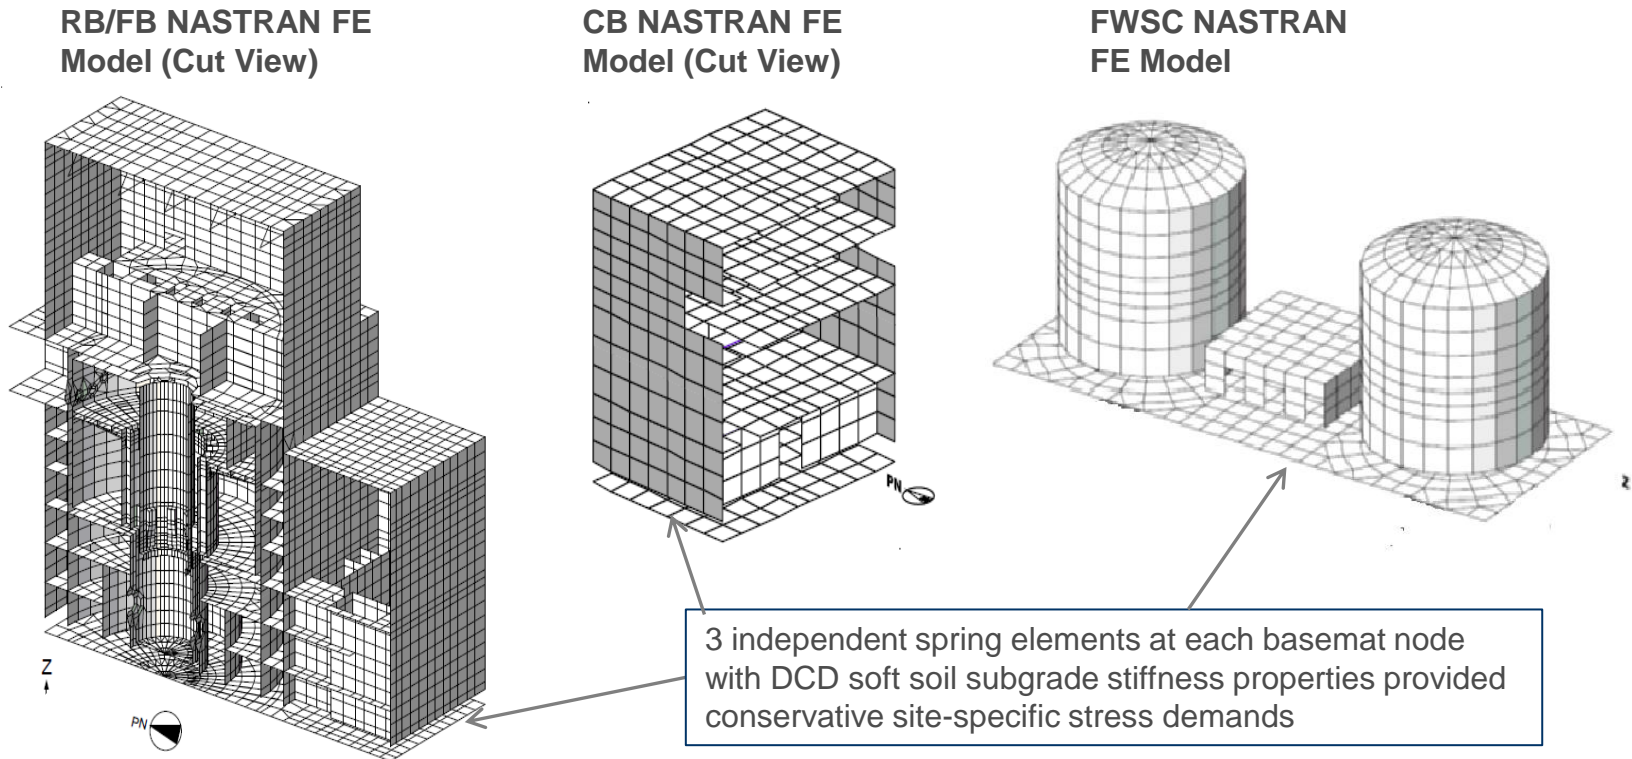 RB/FB NASTRAN FE
Model (Cut View)
CB NASTRAN FE
Model (Cut View)
FWSC NASTRAN
FE Model
PN
Z
Z
PN
3 independent spring elements at each basemat node
with DCD soft soil subgrade stiffness properties provided
conservative site-specific stress demands